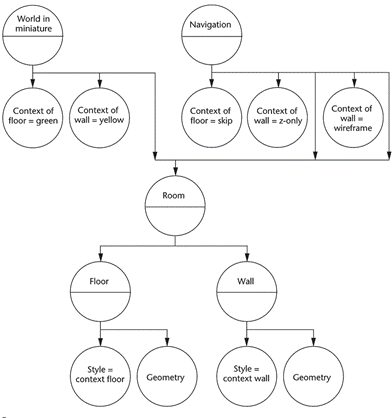 World in
miniature
Navigation
Context of
floor = green
Context of
wall = yellow
Context of
floor = skip
Context of
wall = z-only
Context of
wall =
wireframe
Room
Floor
Wall
Style =
context floor
Geometry
Style =
context wall
Geometry